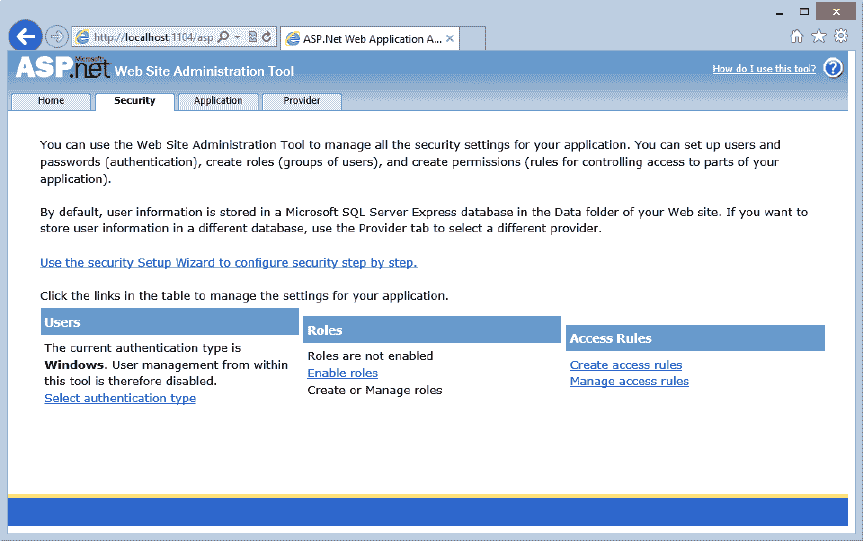 http://localhost:1104/asp
ASP.Net Web Application A...
Microsoft
ASP.net Web Site Administration Tool
How do I use this tool? ?
Home Security Application Provider
You can use the Web Site Administration Tool to manage all the security settings for your application. You can set up users and
passwords (authentication), create roles (groups of users), and create permissions (rules for controlling access to parts of your
application).
By default, user information is stored in a Microsoft SQL Server Express database in the Data folder of your Web site. If you want to
store user information in a different database, use the Provider tab to select a different provider.
Use the security Setup Wizard to configure security step by step.
Click the links in the table to manage the settings for your application.
Users
The current authentication type is
Windows. User management from within
this tool is therefore disabled.
Select authentication type
Roles
Roles are not enabled
Enable roles
Create or Manage roles
Access Rules
Create access rules
Manage access rules